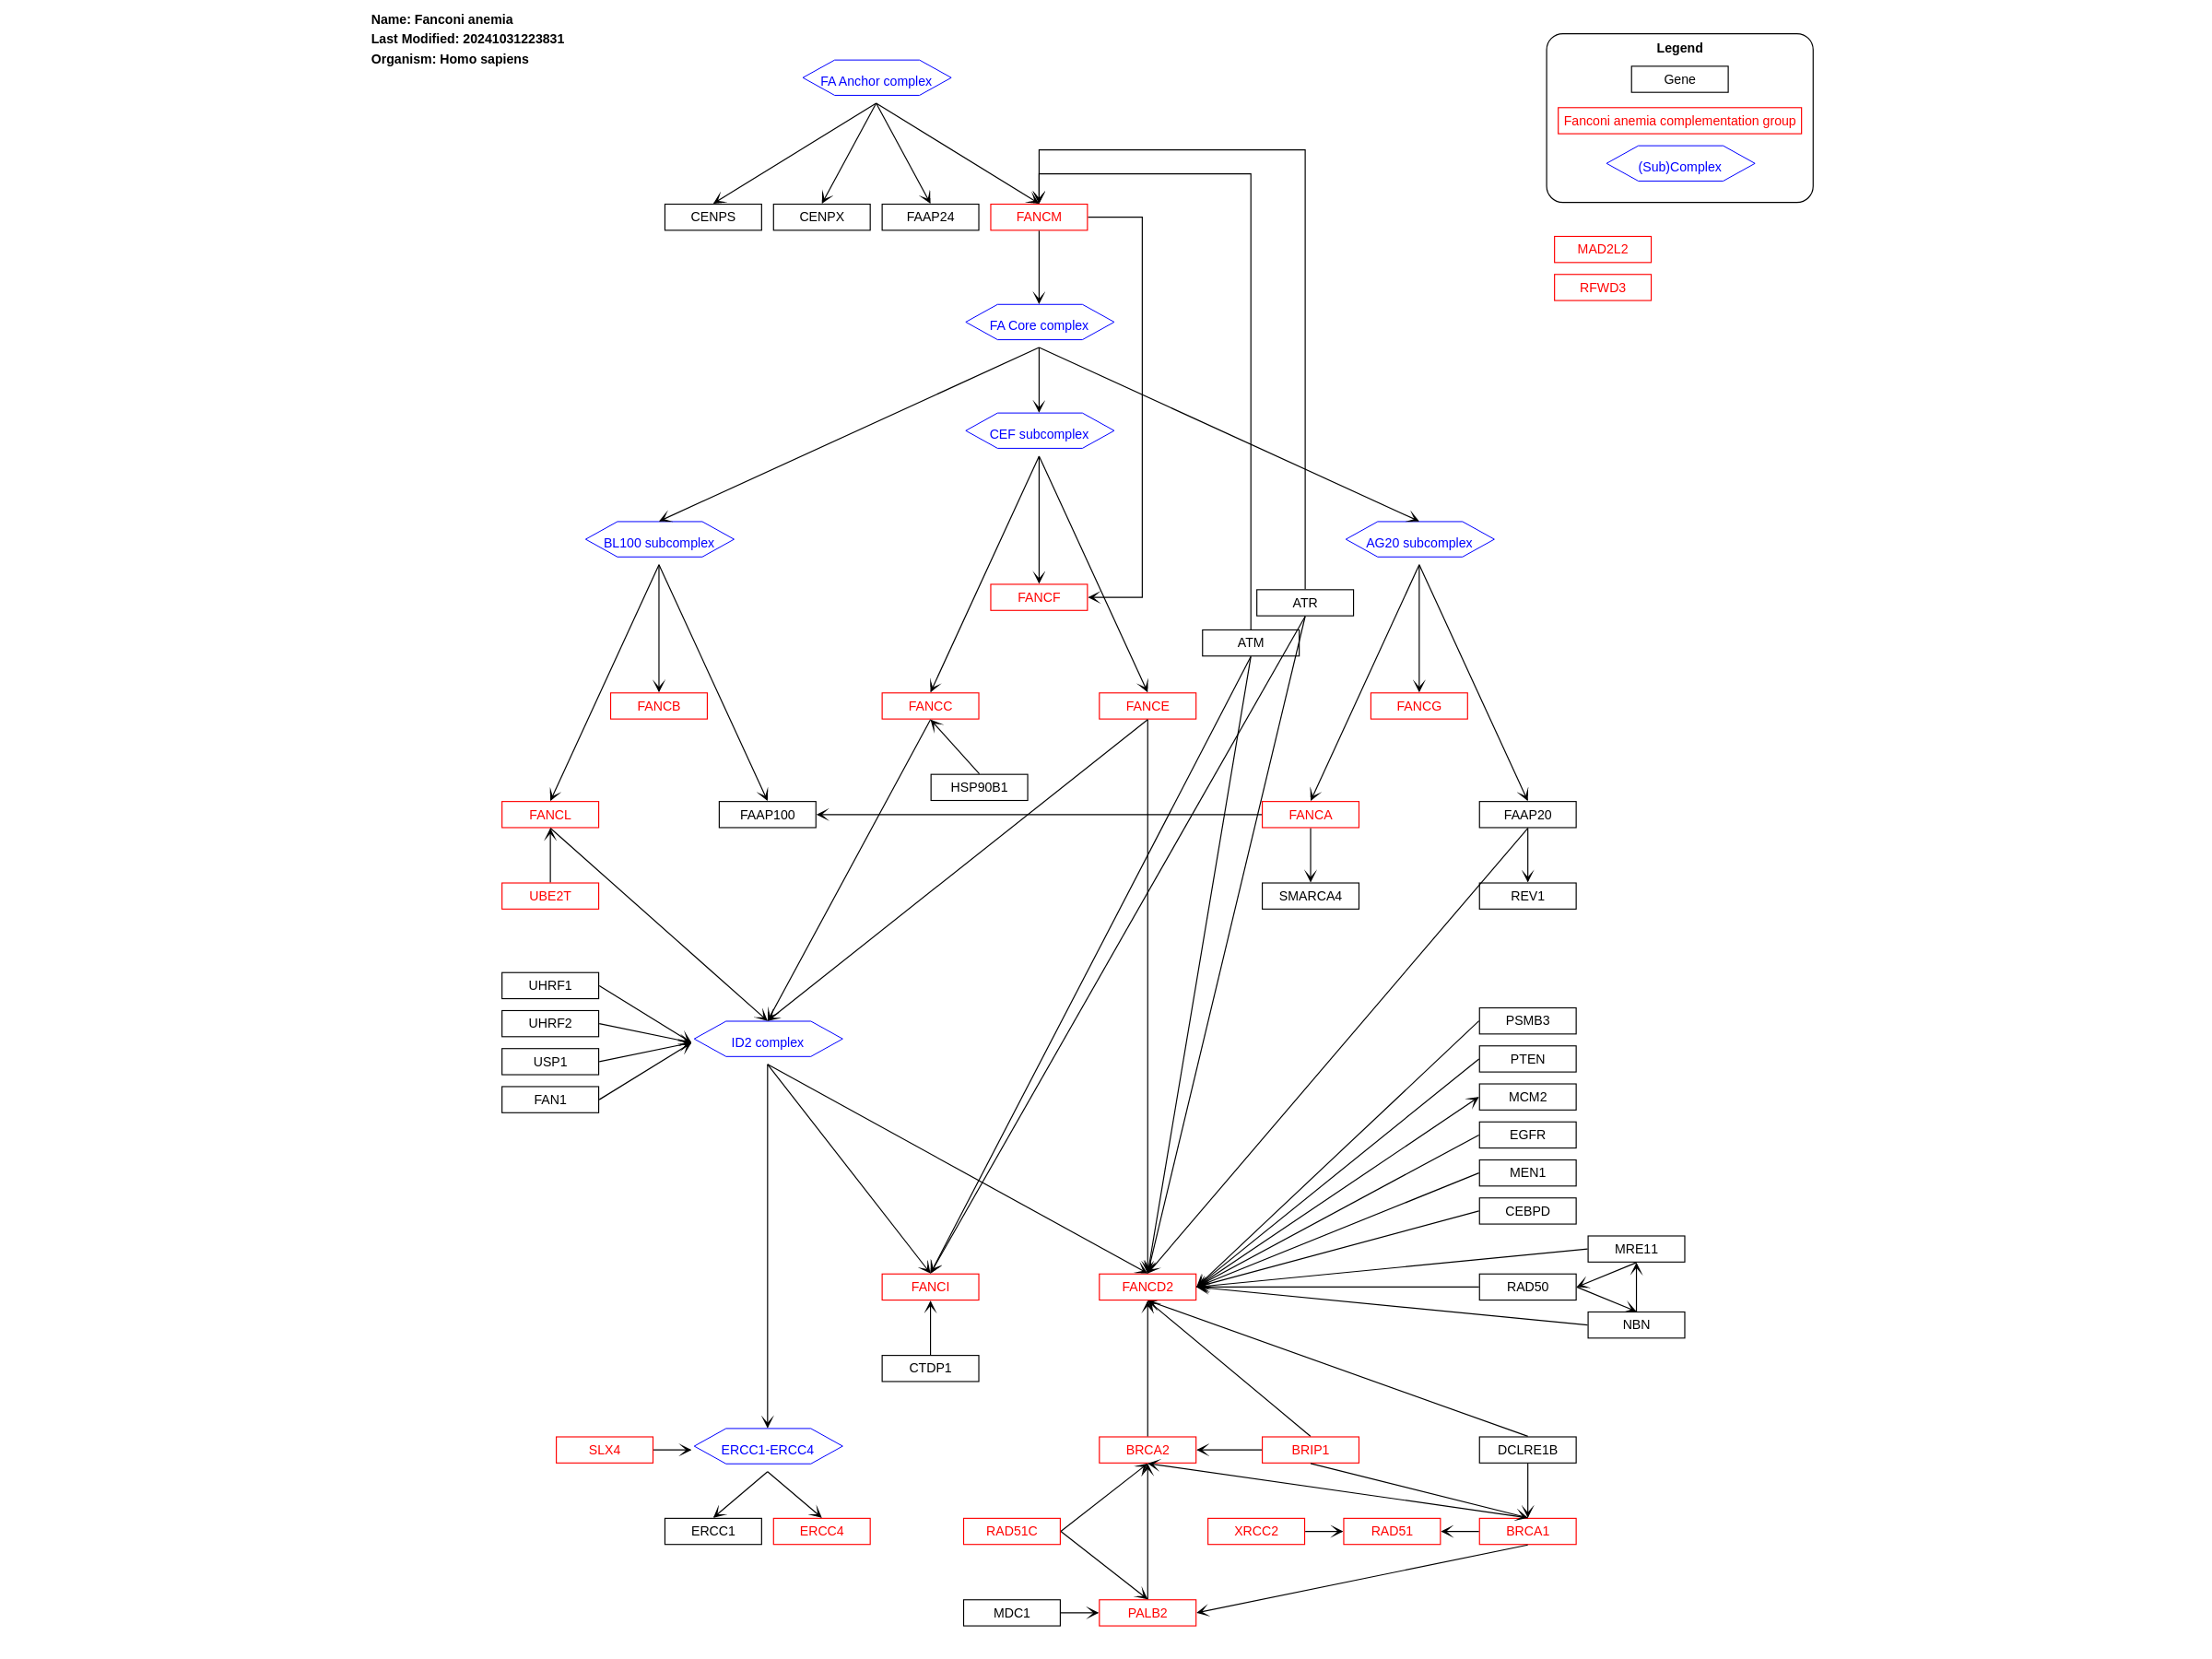 Name: Fanconi anemia
Last Modified: 20241031223831
Organism: Homo sapiens
Legend
Gene
Fanconi anemia complementation group
(Sub)Complex
FA Anchor complex
CENPS
CENPX
FAAP24
FANCM
MAD2L2
RFWD3
FA Core complex
CEF subcomplex
BL100 subcomplex
AG20 subcomplex
FANCF
ATR
ATM
FANCB
FANCC
FANCE
FANCG
HSP90B1
FANCL
FAAP100
FANCA
FAAP20
UBE2T
SMARCA4
REV1
UHRF1
UHRF2
USP1
FAN1
ID2 complex
PSMB3
PTEN
MCM2
EGFR
MEN1
CEBPD
MRE11
RAD50
NBN
FANCI
FANCD2
CTDP1
SLX4
ERCC1-ERCC4
BRCA2
BRIP1
DCLRE1B
ERCC1
ERCC4
RAD51C
XRCC2
RAD51
BRCA1
MDC1
PALB2